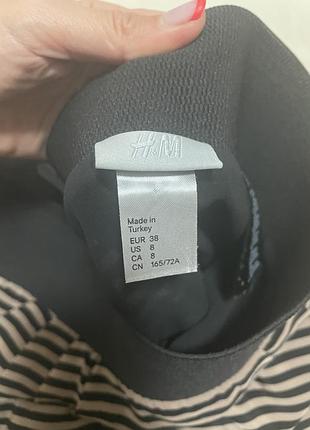 H&M
Made in
Turkey
EUR 38
US 8
CA 8
CN 165/72A